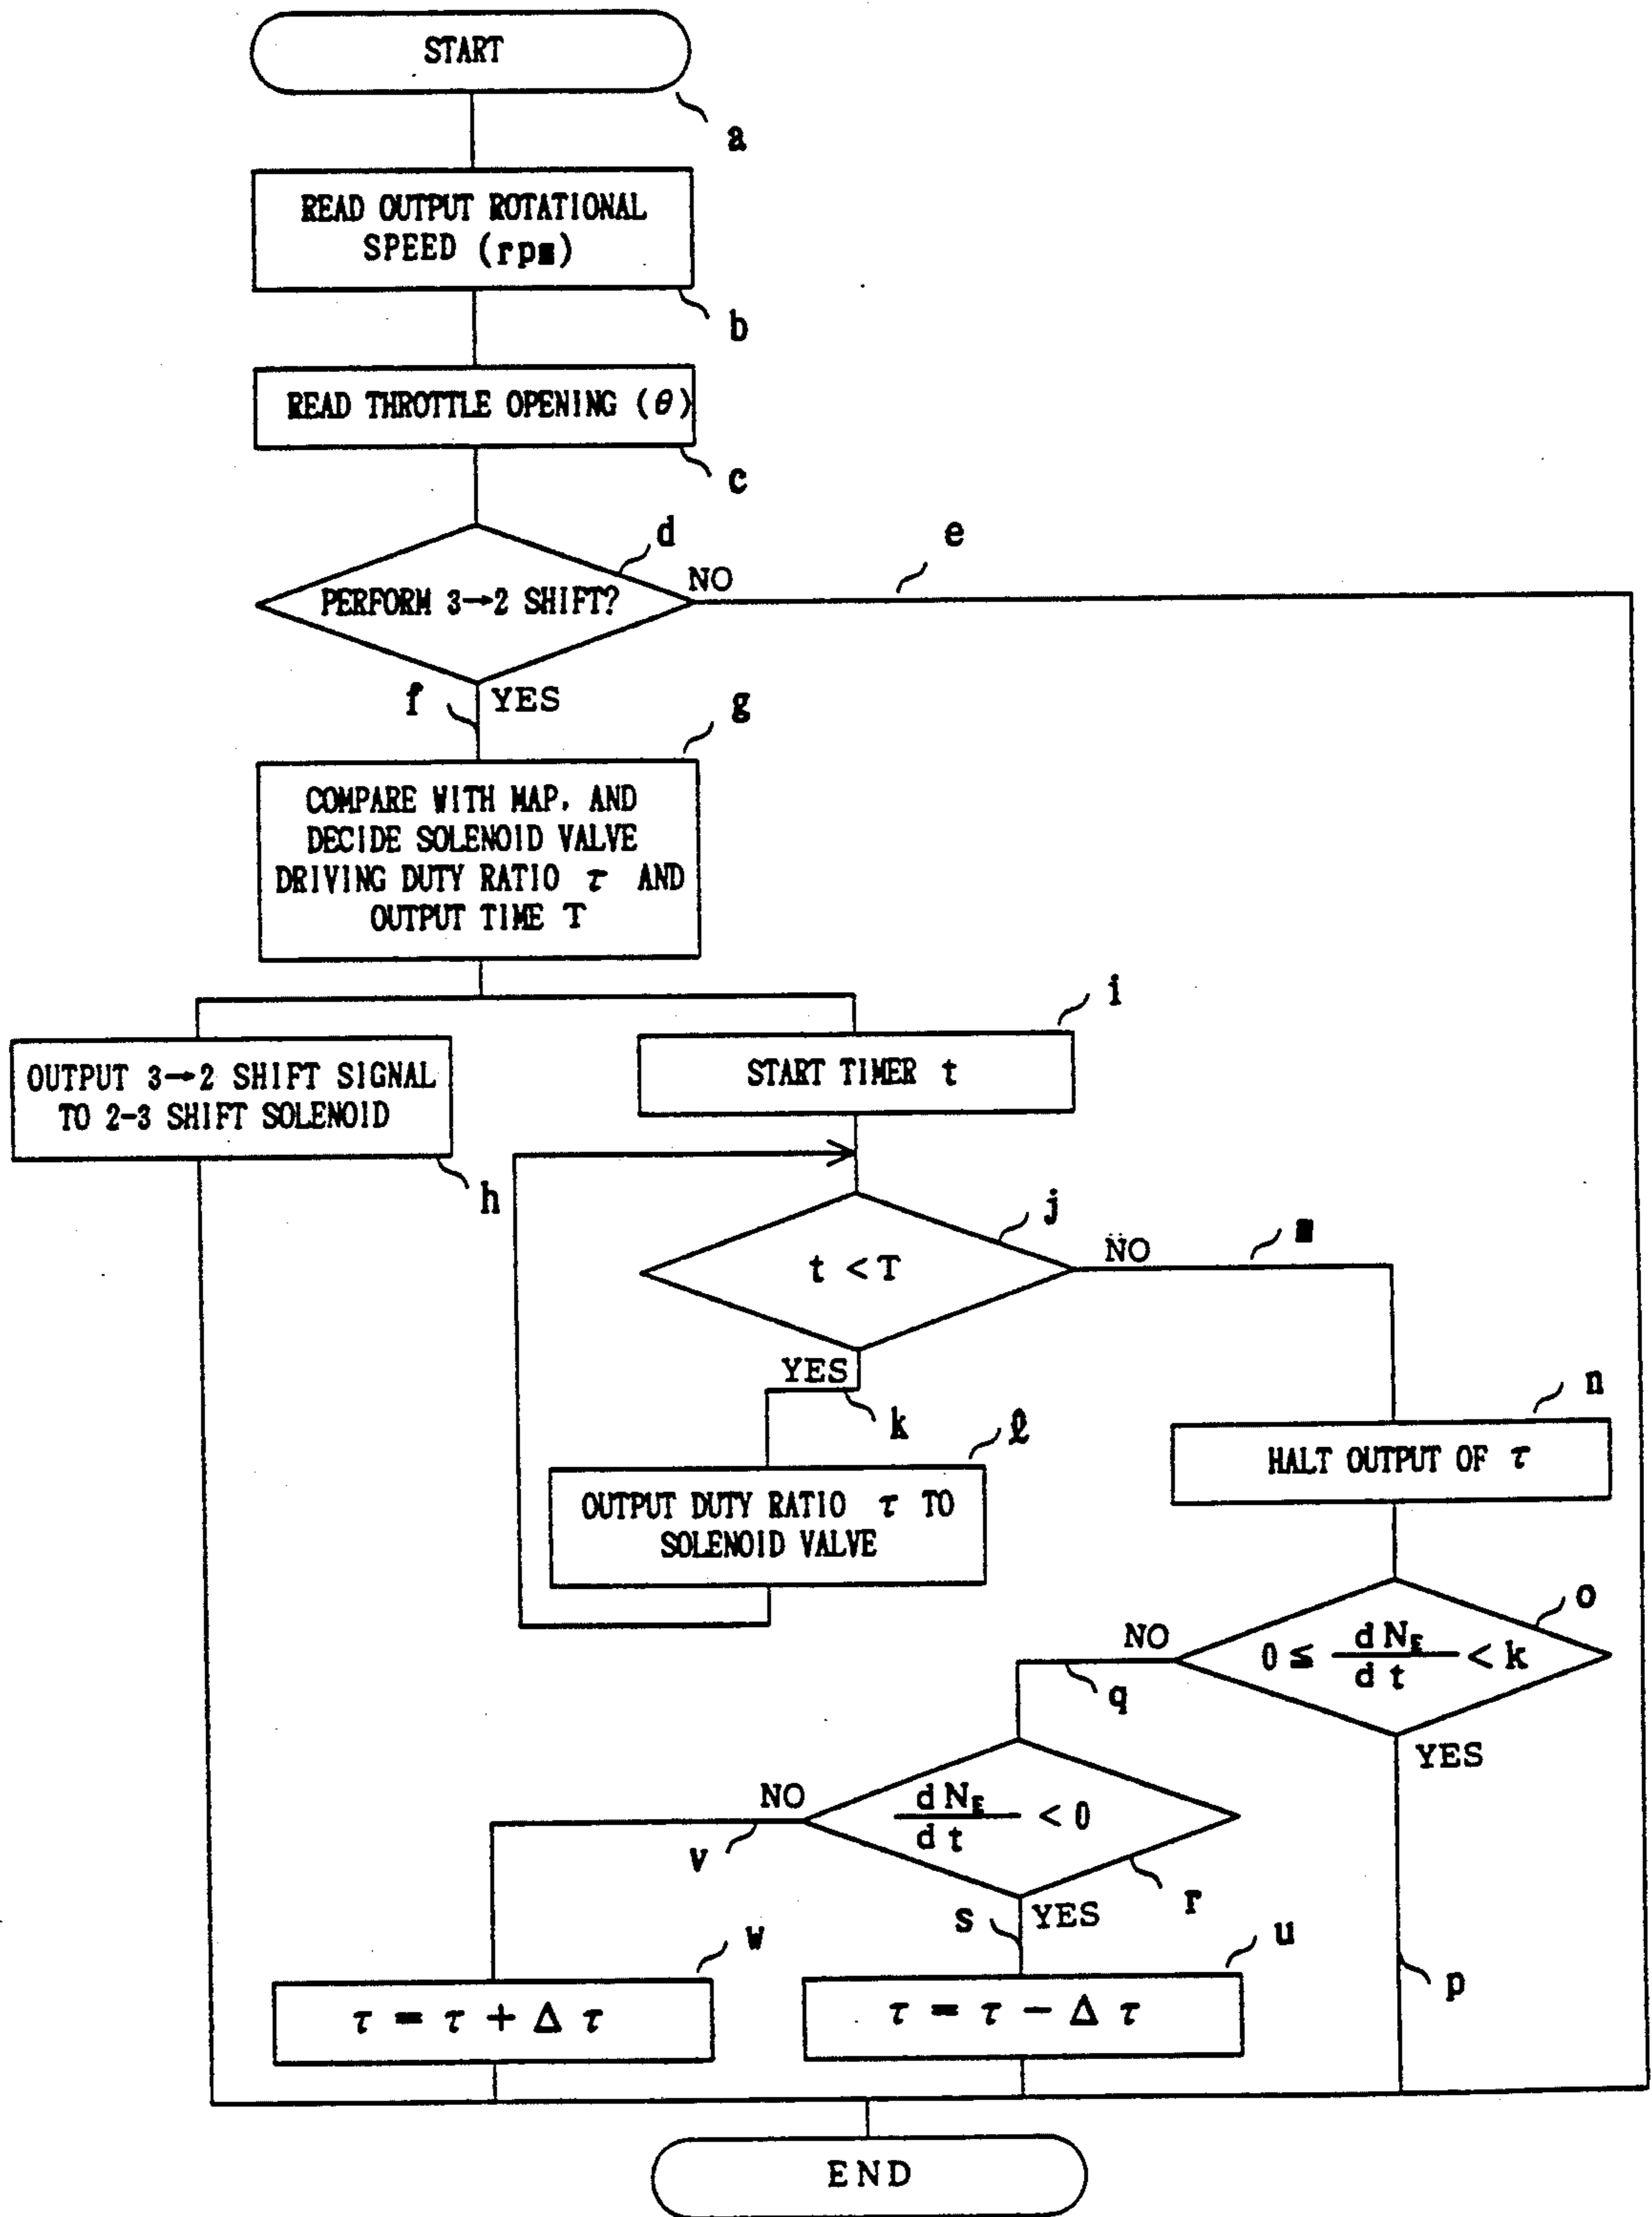 START
a
READ OUTPUT ROTATIONAL
SPEED (rpm)
b
READ THROTTLE OPENING (θ)
c
d
PERFORM 3→2 SHIFT?
NO
e
f
YES
g
COMPARE WITH MAP, AND
DECIDE SOLENOID VALVE
DRIVING DUTY RATIO τ AND
OUTPUT TIME T
OUTPUT 3→2 SHIFT SIGNAL
TO 2-3 SHIFT SOLENOID
h
i
START TIMER t
j
t < T
NO
m
YES
k
ℓ
OUTPUT DUTY RATIO τ TO
SOLENOID VALVE
n
HALT OUTPUT OF τ
o
0 ≤ dN_E/dt < k
NO
q
YES
p
dN_E/dt < 0
NO
v
r
s
YES
w
τ = τ + Δ τ
u
τ = τ − Δ τ
END